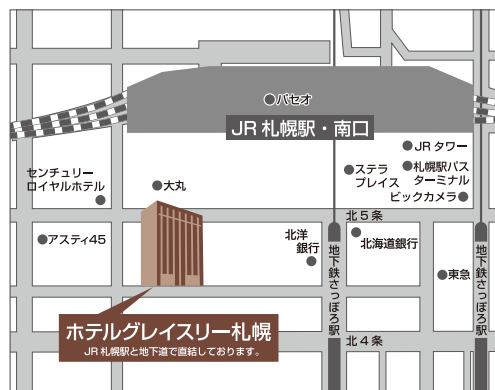 パセオ
JR 札幌駅・南口
JR タワー
札幌駅バス
ターミナル
ステラ
プレイス
ビックカメラ
センチュリー
ロイヤルホテル
大丸
北5条
アスティ45
北洋
銀行
北海道銀行
地下鉄さっぽろ駅
地下鉄さっぽろ駅
東急
ホテルグレイスリー札幌
JR 札幌駅と地下道で直結しております。
北4条